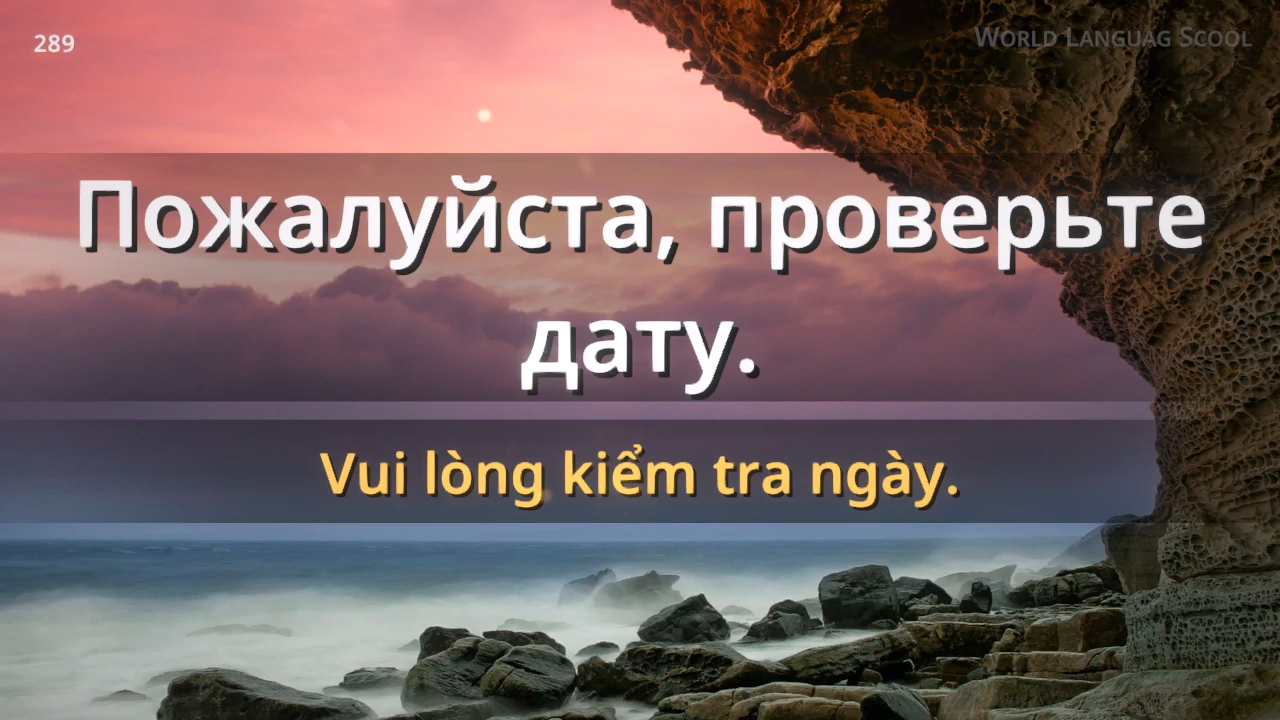 289
World Languag Scool
Пожалуйста, проверьте
дату.
Vui lòng kiểm tra ngày.